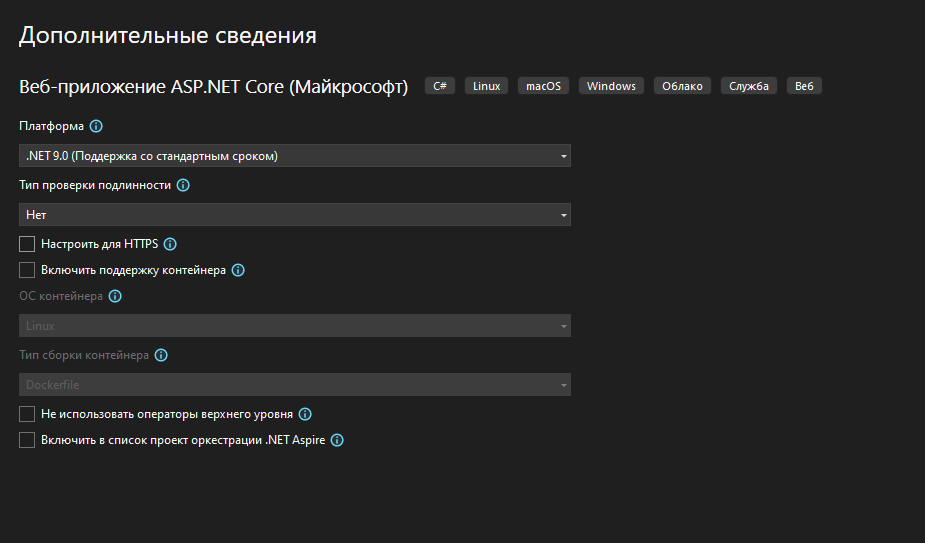 Дополнительные сведения
Веб-приложение ASP.NET Core (Майкрософт) C# Linux macOS Windows Облако Служба Веб
Платформа
.NET 9.0 (Поддержка со стандартным сроком)
Тип проверки подлинности
Нет
Настроить для HTTPS
Включить поддержку контейнера
ОС контейнера
Linux
Тип сборки контейнера
Dockerfile
Не использовать операторы верхнего уровня
Включить в список проект оркестрации .NET Aspire